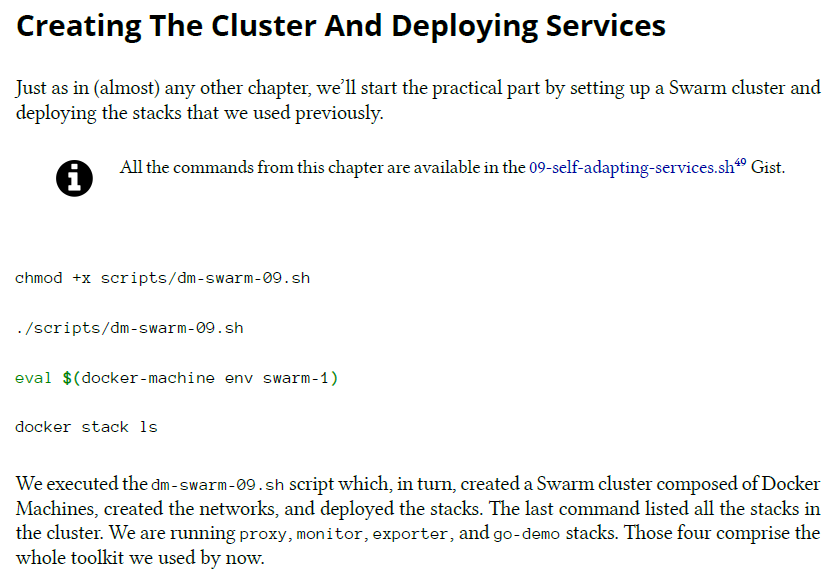 Creating The Cluster And Deploying Services
Just as in (almost) any other chapter, we’ll start the practical part by setting up a Swarm cluster and
deploying the stacks that we used previously.
All the commands from this chapter are available in the 09-self-adapting-services.sh⁴⁹ Gist.
chmod +x scripts/dm-swarm-09.sh
./scripts/dm-swarm-09.sh
eval $(docker-machine env swarm-1)
docker stack ls
We executed the dm-swarm-09.sh script which, in turn, created a Swarm cluster composed of Docker
Machines, created the networks, and deployed the stacks. The last command listed all the stacks in
the cluster. We are running proxy, monitor, exporter, and go-demo stacks. Those four comprise the
whole toolkit we used by now.